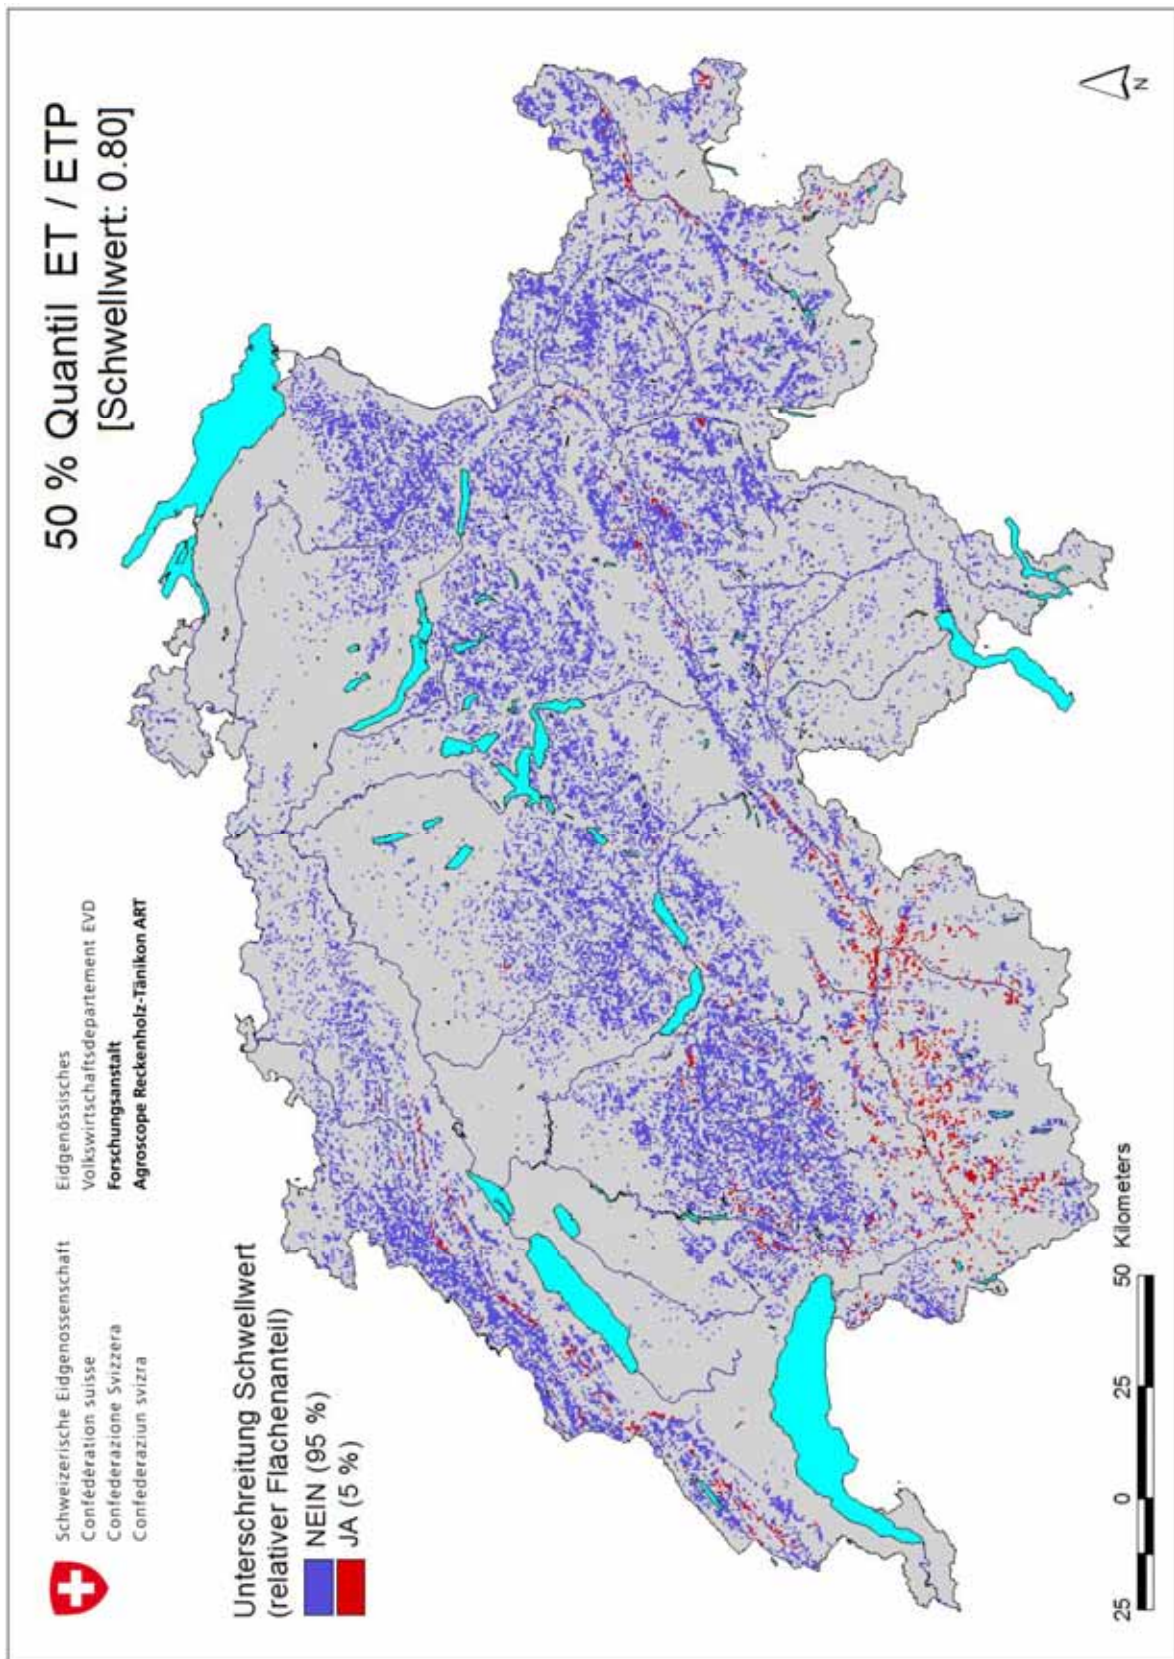 Schweizerische Eidgenossenschaft
Confédération suisse
Confederazione Svizzera
Confederaziun svizra
Eidgenössisches
Volkswirtschaftsdepartement EVD
Forschungsanstalt
Agroscope Reckenholz-Tänikon ART
50 % Quantil ET / ETP
[Schwellwert: 0.80]
Unterschreitung Schwellwert
(relativer Flächenanteil)
NEIN (95 %)
JA (5 %)
25 0 25 50 Kilometers
N